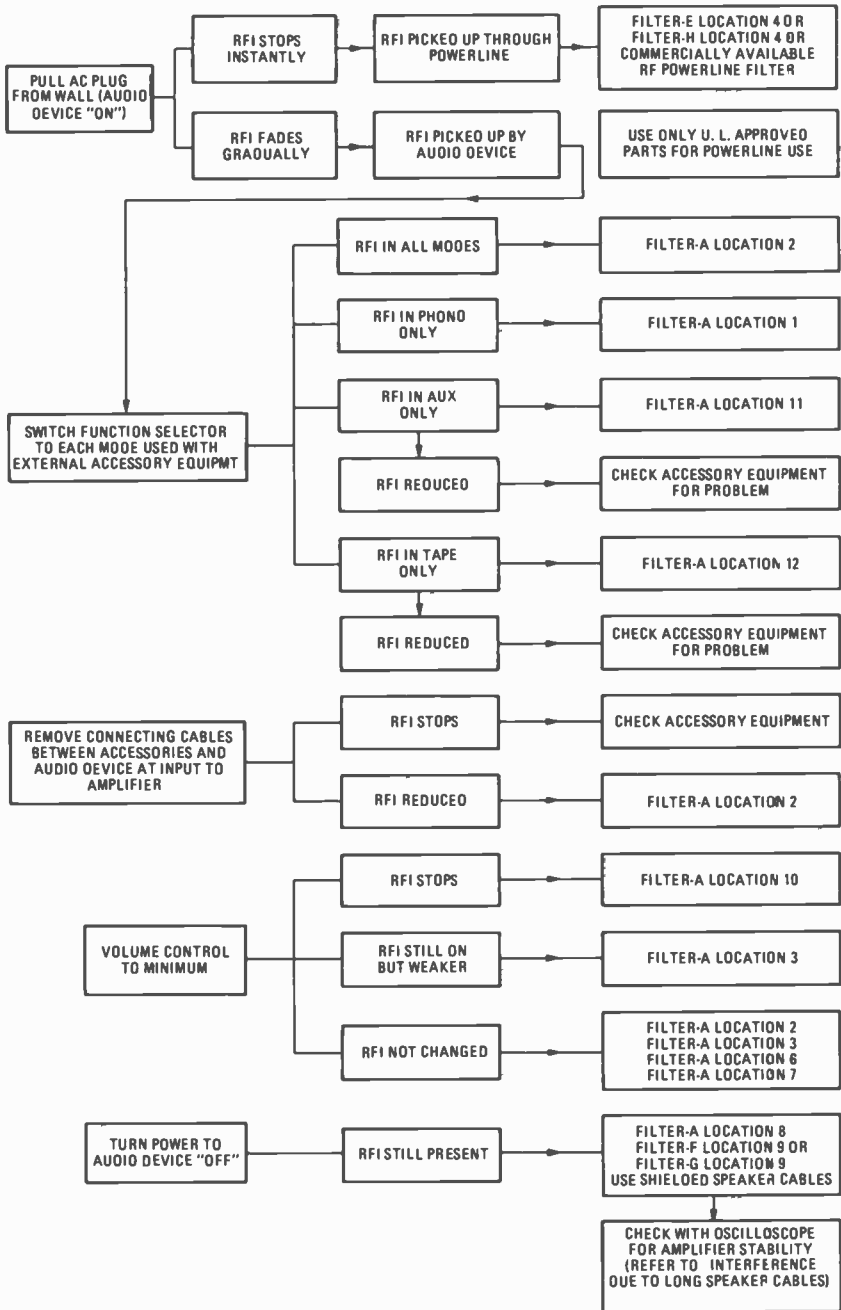 PULL AC PLUG
FROM WALL (AUDIO
DEVICE "ON")
RFI STOPS
INSTANTLY
RFI PICKED UP THROUGH
POWERLINE
FILTER-E LOCATION 4 OR
FILTER-H LOCATION 4 OR
COMMERCIALLY AVAILABLE
RF POWERLINE FILTER
RFI FADES
GRADUALLY
RFI PICKED UP BY
AUDIO DEVICE
USE ONLY U. L. APPROVED
PARTS FOR POWERLINE USE
SWITCH FUNCTION SELECTOR
TO EACH MODE USED WITH
EXTERNAL ACCESSORY EQUIPMT
RFI IN ALL MODES
FILTER-A LOCATION 2
RFI IN PHONO
ONLY
FILTER-A LOCATION 1
RFI IN AUX
ONLY
FILTER-A LOCATION 11
RFI REDUCED
CHECK ACCESSORY EQUIPMENT
FOR PROBLEM
RFI IN TAPE
ONLY
FILTER-A LOCATION 12
RFI REDUCED
CHECK ACCESSORY EQUIPMENT
FOR PROBLEM
REMOVE CONNECTING CABLES
BETWEEN ACCESSORIES AND
AUDIO DEVICE AT INPUT TO
AMPLIFIER
RFI STOPS
CHECK ACCESSORY EQUIPMENT
RFI REDUCED
FILTER-A LOCATION 2
VOLUME CONTROL
TO MINIMUM
RFI STOPS
FILTER-A LOCATION 10
RFI STILL ON
BUT WEAKER
FILTER-A LOCATION 3
RFI NOT CHANGED
FILTER-A LOCATION 2
FILTER-A LOCATION 3
FILTER-A LOCATION 6
FILTER-A LOCATION 7
TURN POWER TO
AUDIO DEVICE "OFF"
RFI STILL PRESENT
FILTER-A LOCATION 8
FILTER-F LOCATION 9 OR
FILTER-G LOCATION 9
USE SHIELDED SPEAKER CABLES
CHECK WITH OSCILLOSCOPE
FOR AMPLIFIER STABILITY
(REFER TO INTERFERENCE
DUE TO LONG SPEAKER CABLES)